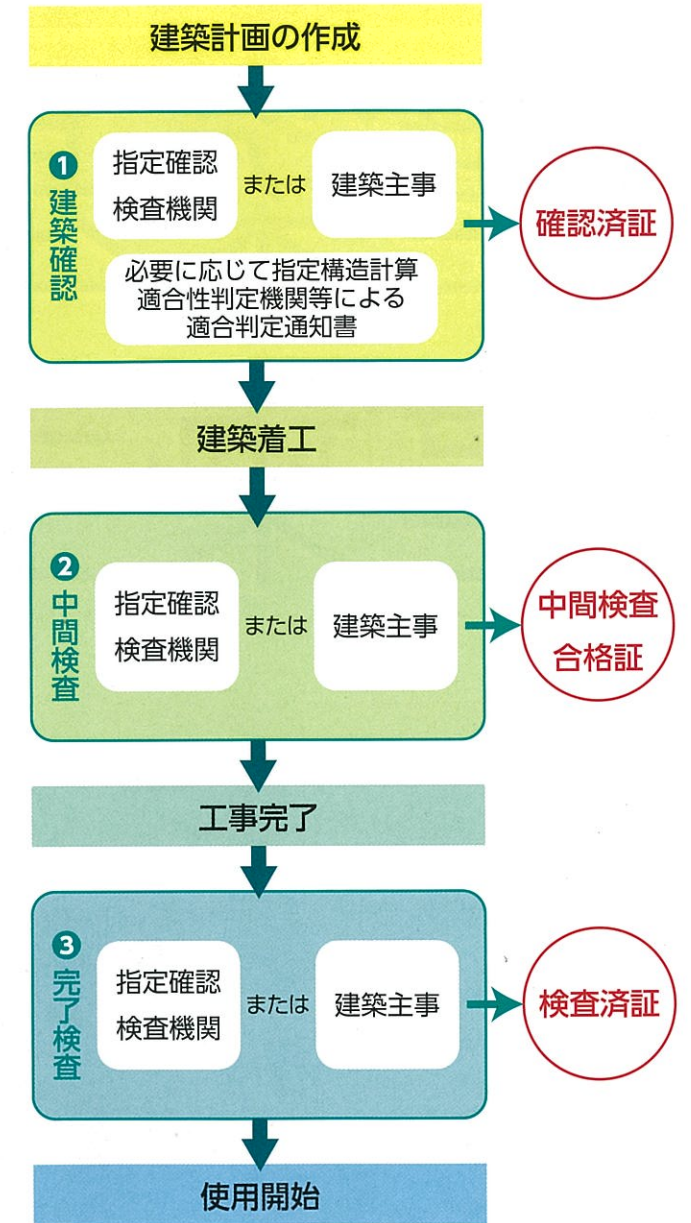 建築計画の作成
❶建築確認
指定確認
検査機関
または
建築主事
確認済証
必要に応じて指定構造計算
適合性判定機関等による
適合判定通知書
建築着工
❷中間検査
指定確認
検査機関
または
建築主事
中間検査
合格証
工事完了
❸完了検査
指定確認
検査機関
または
建築主事
検査済証
使用開始